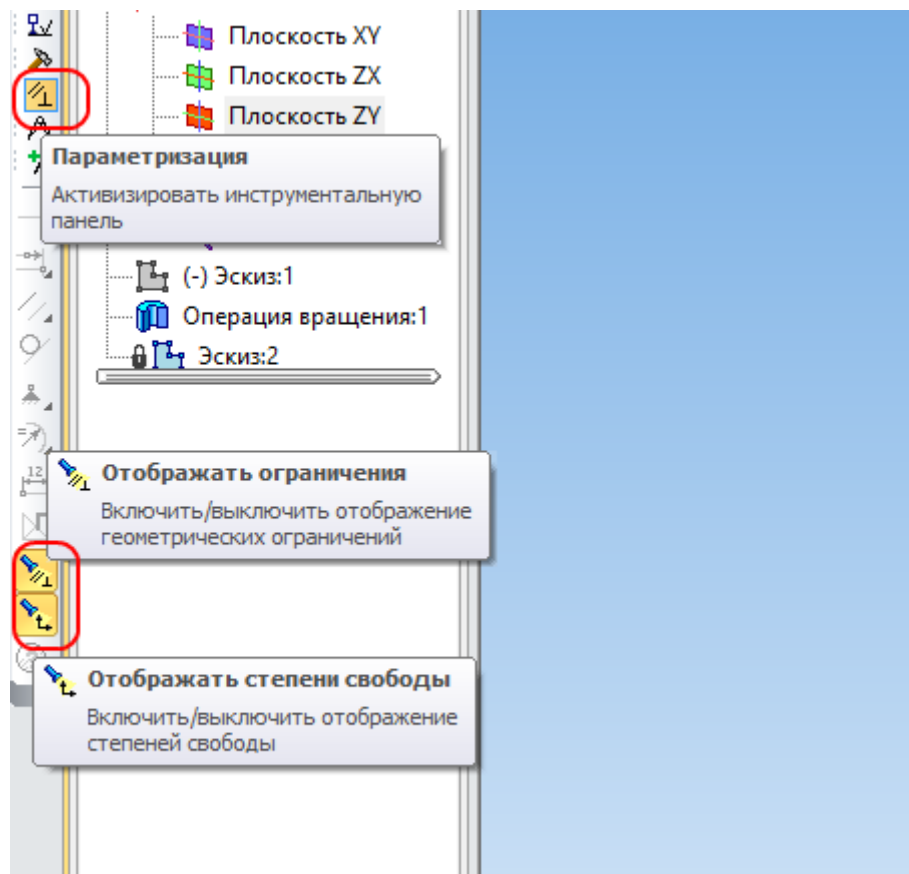 Плоскость XY
Плоскость ZX
Плоскость ZY
Параметризация
Активизировать инструментальную
панель
(-) Эскиз:1
Операция вращения:1
Эскиз:2
12
Отображать ограничения
Включить/выключить отображение
геометрических ограничений
Отображать степени свободы
Включить/выключить отображение
степеней свободы